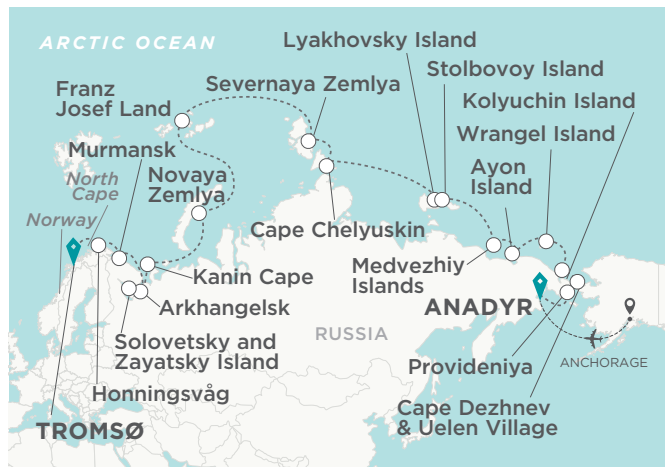 ARCTIC OCEAN
Lyakhovsky Island
Stolbovoy Island
Severnaya Zemlya
Kolyuchin Island
Franz
Josef Land
Wrangel Island
Murmansk
Ayon
Island
North
Cape
Novaya
Zemlya
Norway
Cape Chelyuskin
Medvezhiy
Islands
Kanin Cape
ANADYR
Arkhangelsk
RUSSIA
Solovetsky and
Zayatsky Island
ANCHORAGE
Provideniya
Honningsvåg
Cape Dezhnev
& Uelen Village
TROMSØ